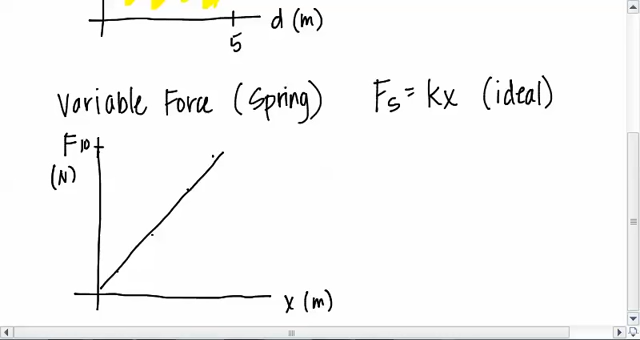 d (m)
5
Variable Force (Spring)
Fs = kx (ideal)
F 10
(N)
x (m)